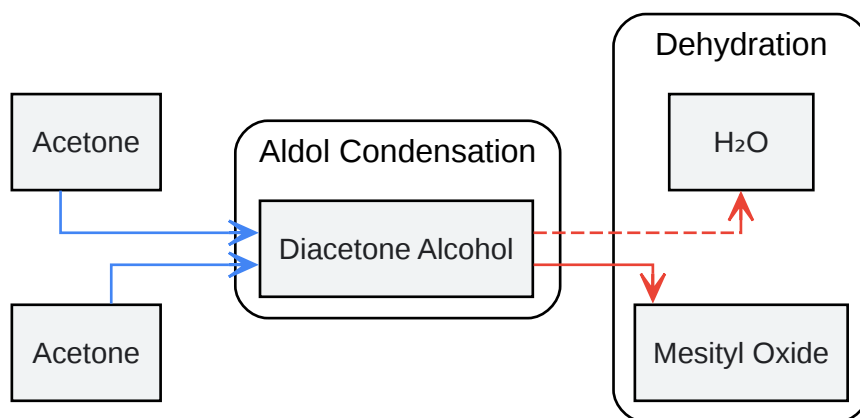 Dehydration
Acetone
H₂O
Aldol Condensation
Diacetone Alcohol
Acetone
Mesityl Oxide